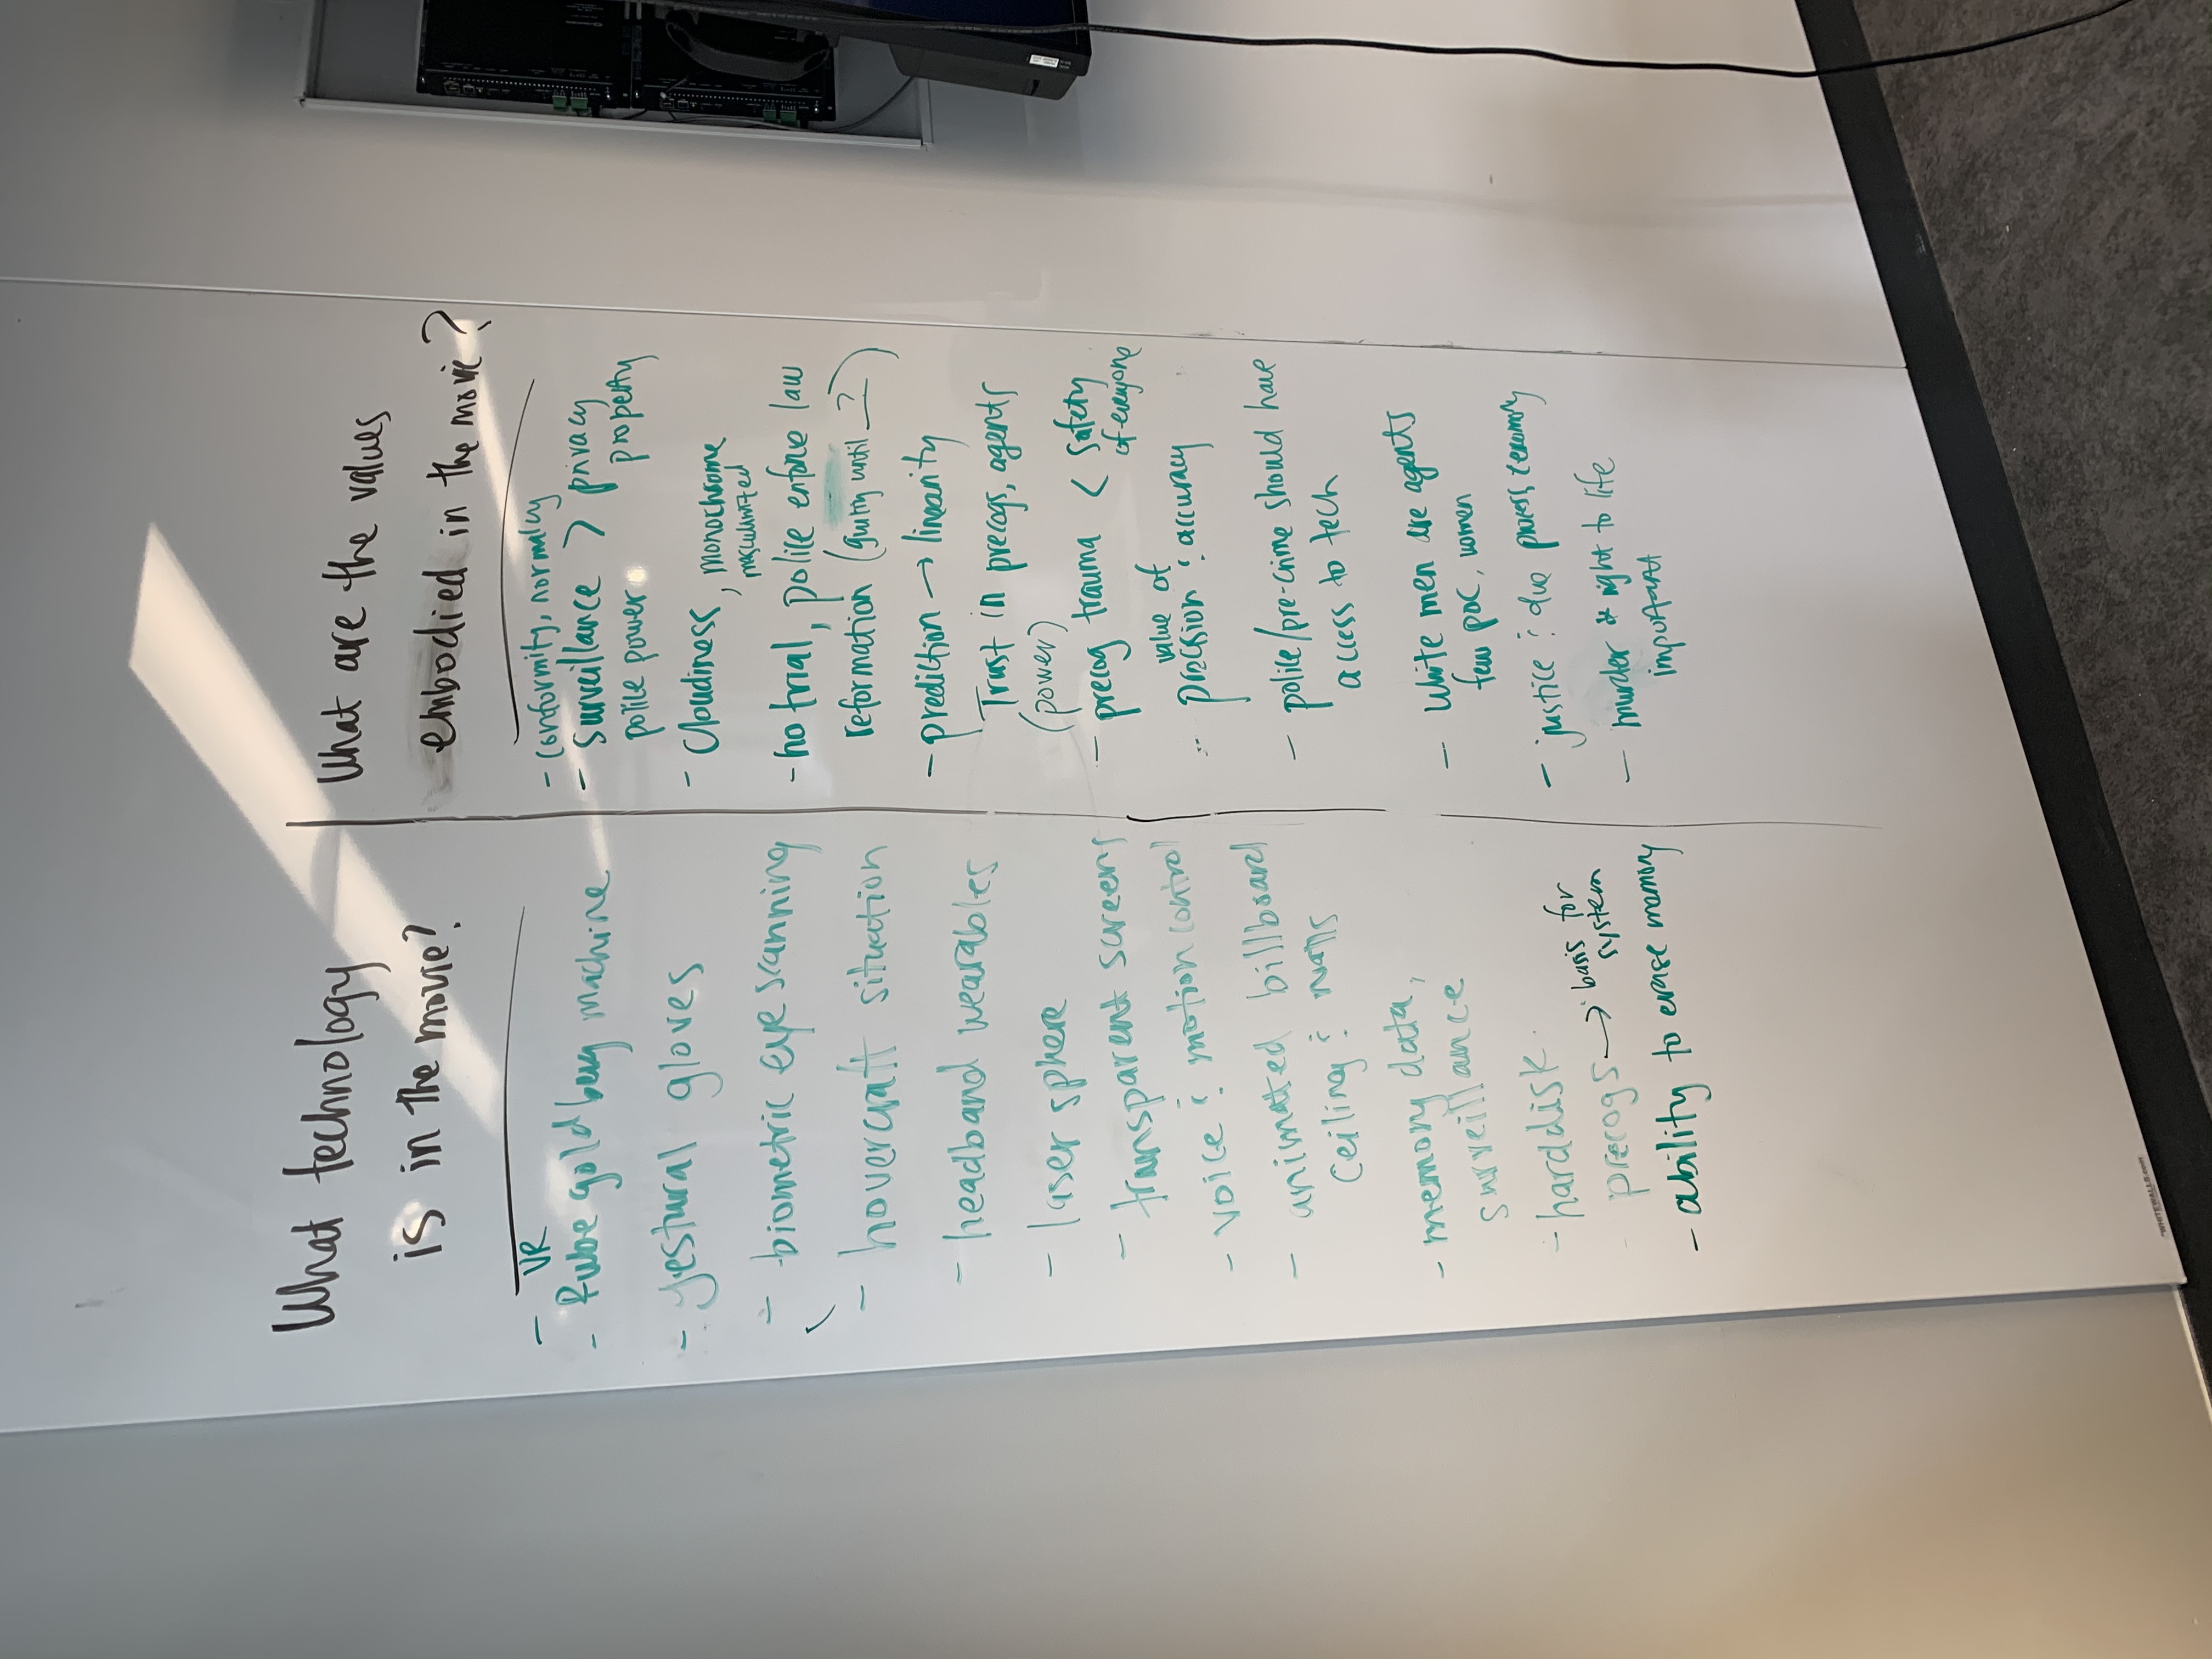 What technology
is in the movie?
- VR
- Rube goldberg machine
- gestural gloves
- biometric eye scanning
- hovercraft situation
- headband wearables
- laser sphere
- transparent screens
- voice & motion control
- animated billboard
ceiling & walls
- memory data,
surveillance
- harddisk
- precogs → basis for
system
- ability to erase memory
What are the values
embodied in the movie?
- conformity, normalcy
- surveillance > privacy
police power property
- Cloudiness, monochrome
- no trial, police enforce law
reformation (guilty until ?)
- prediction → linearity
Trust in precogs, agents
(power)
- precog trauma < safety
of everyone
value of
- precision & accuracy
- police/pre-crime should have
access to tech
- White men are agents
few POC, women
- justice & due process, ceremony
- murder right to life
important
WHITEWALLS.com